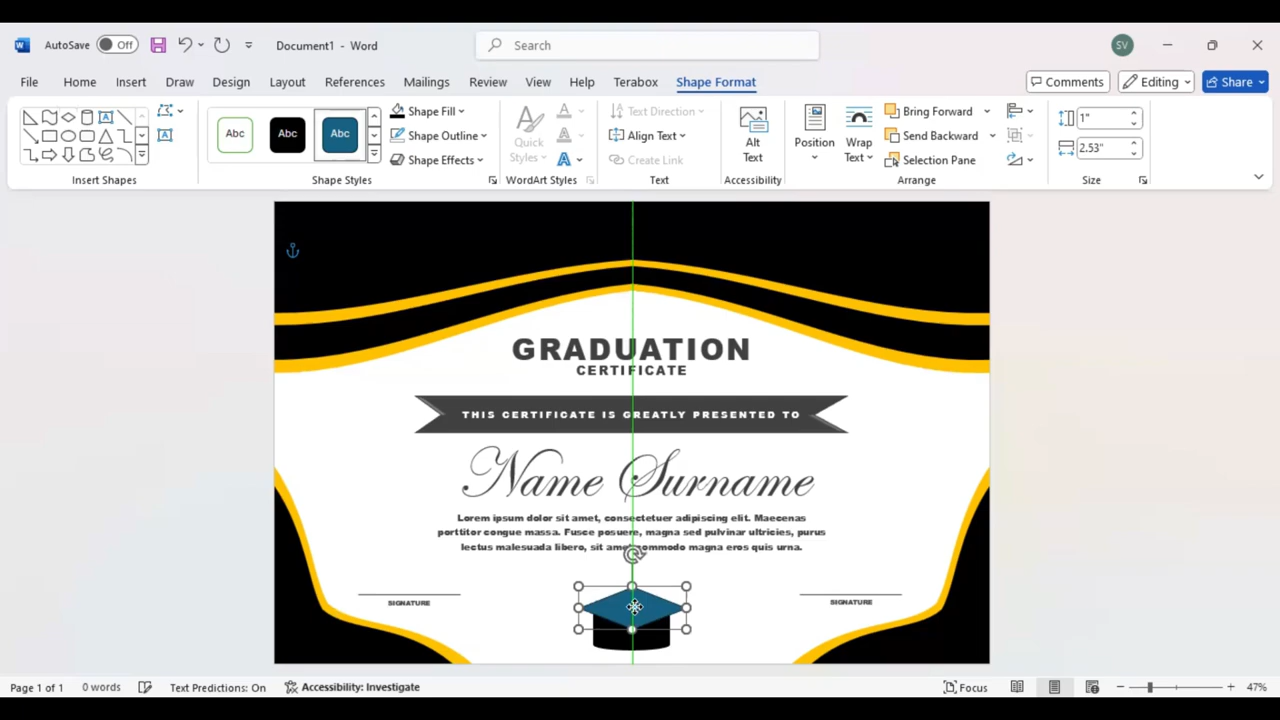 AutoSave Off Document1 - Word Search SV
File Home Insert Draw Design Layout References Mailings Review View Help Terabox Shape Format Comments Editing Share
Abc Abc Abc
Shape Fill
Shape Outline
Shape Effects
Quick Styles
Text Direction
Align Text
Create Link
Alt Text
Position
Wrap Text
Bring Forward
Send Backward
Selection Pane
1"
2.53"
Insert Shapes Shape Styles WordArt Styles Text Accessibility Arrange Size
GRADUATION
CERTIFICATE
THIS CERTIFICATE IS GREATLY PRESENTED TO
Name Surname
Lorem ipsum dolor sit amet, consectetuer adipiscing elit. Maecenas
porttitor congue massa. Fusce posuere, magna sed pulvinar ultricies, purus
lectus malesuada libero, sit amet commodo magna eros quis urna.
SIGNATURE SIGNATURE
Page 1 of 1 0 words Text Predictions: On Accessibility: Investigate Focus 47%